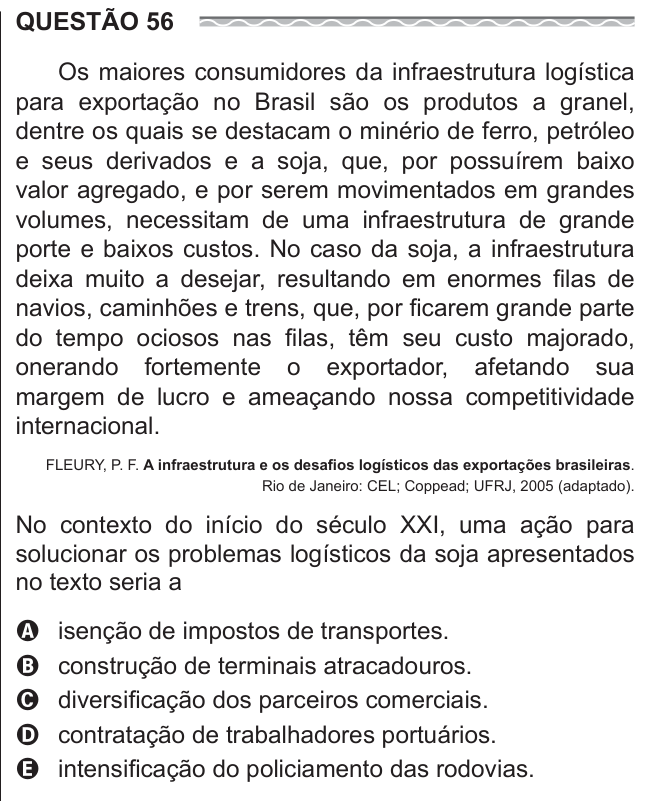 QUESTÃO 56
Os maiores consumidores da infraestrutura logística
para exportação no Brasil são os produtos a granel,
dentre os quais se destacam o minério de ferro, petróleo
e seus derivados e a soja, que, por possuírem baixo
valor agregado, e por serem movimentados em grandes
volumes, necessitam de uma infraestrutura de grande
porte e baixos custos. No caso da soja, a infraestrutura
deixa muito a desejar, resultando em enormes filas de
navios, caminhões e trens, que, por ficarem grande parte
do tempo ociosos nas filas, têm seu custo majorado,
onerando fortemente o exportador, afetando sua
margem de lucro e ameaçando nossa competitividade
internacional.
FLEURY, P. F. A infraestrutura e os desafios logísticos das exportações brasileiras.
Rio de Janeiro: CEL; Coppead; UFRJ, 2005 (adaptado).
No contexto do início do século XXI, uma ação para
solucionar os problemas logísticos da soja apresentados
no texto seria a
A isenção de impostos de transportes.
B construção de terminais atracadouros.
C diversificação dos parceiros comerciais.
D contratação de trabalhadores portuários.
E intensificação do policiamento das rodovias.